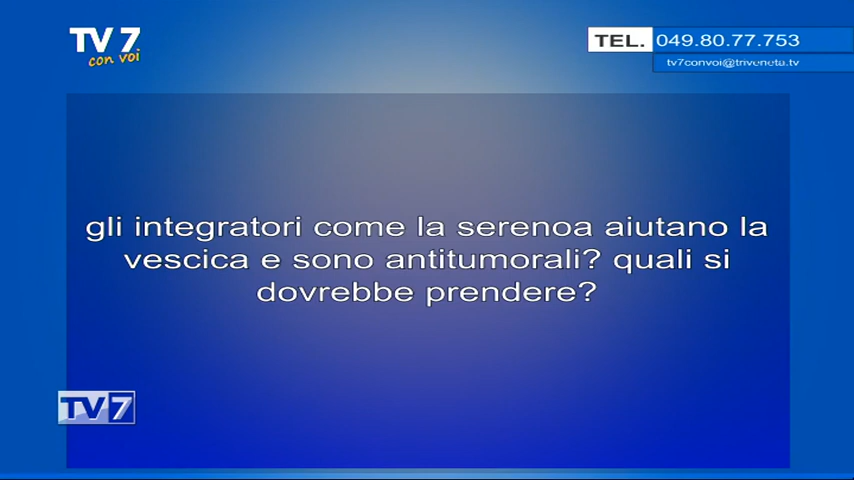 TV7
con voi
TEL. 049.80.77.753
tv7convoi@triveneta.tv
gli integratori come la serenoa aiutano la
vescica e sono antitumorali? quali si
dovrebbe prendere?
TV7